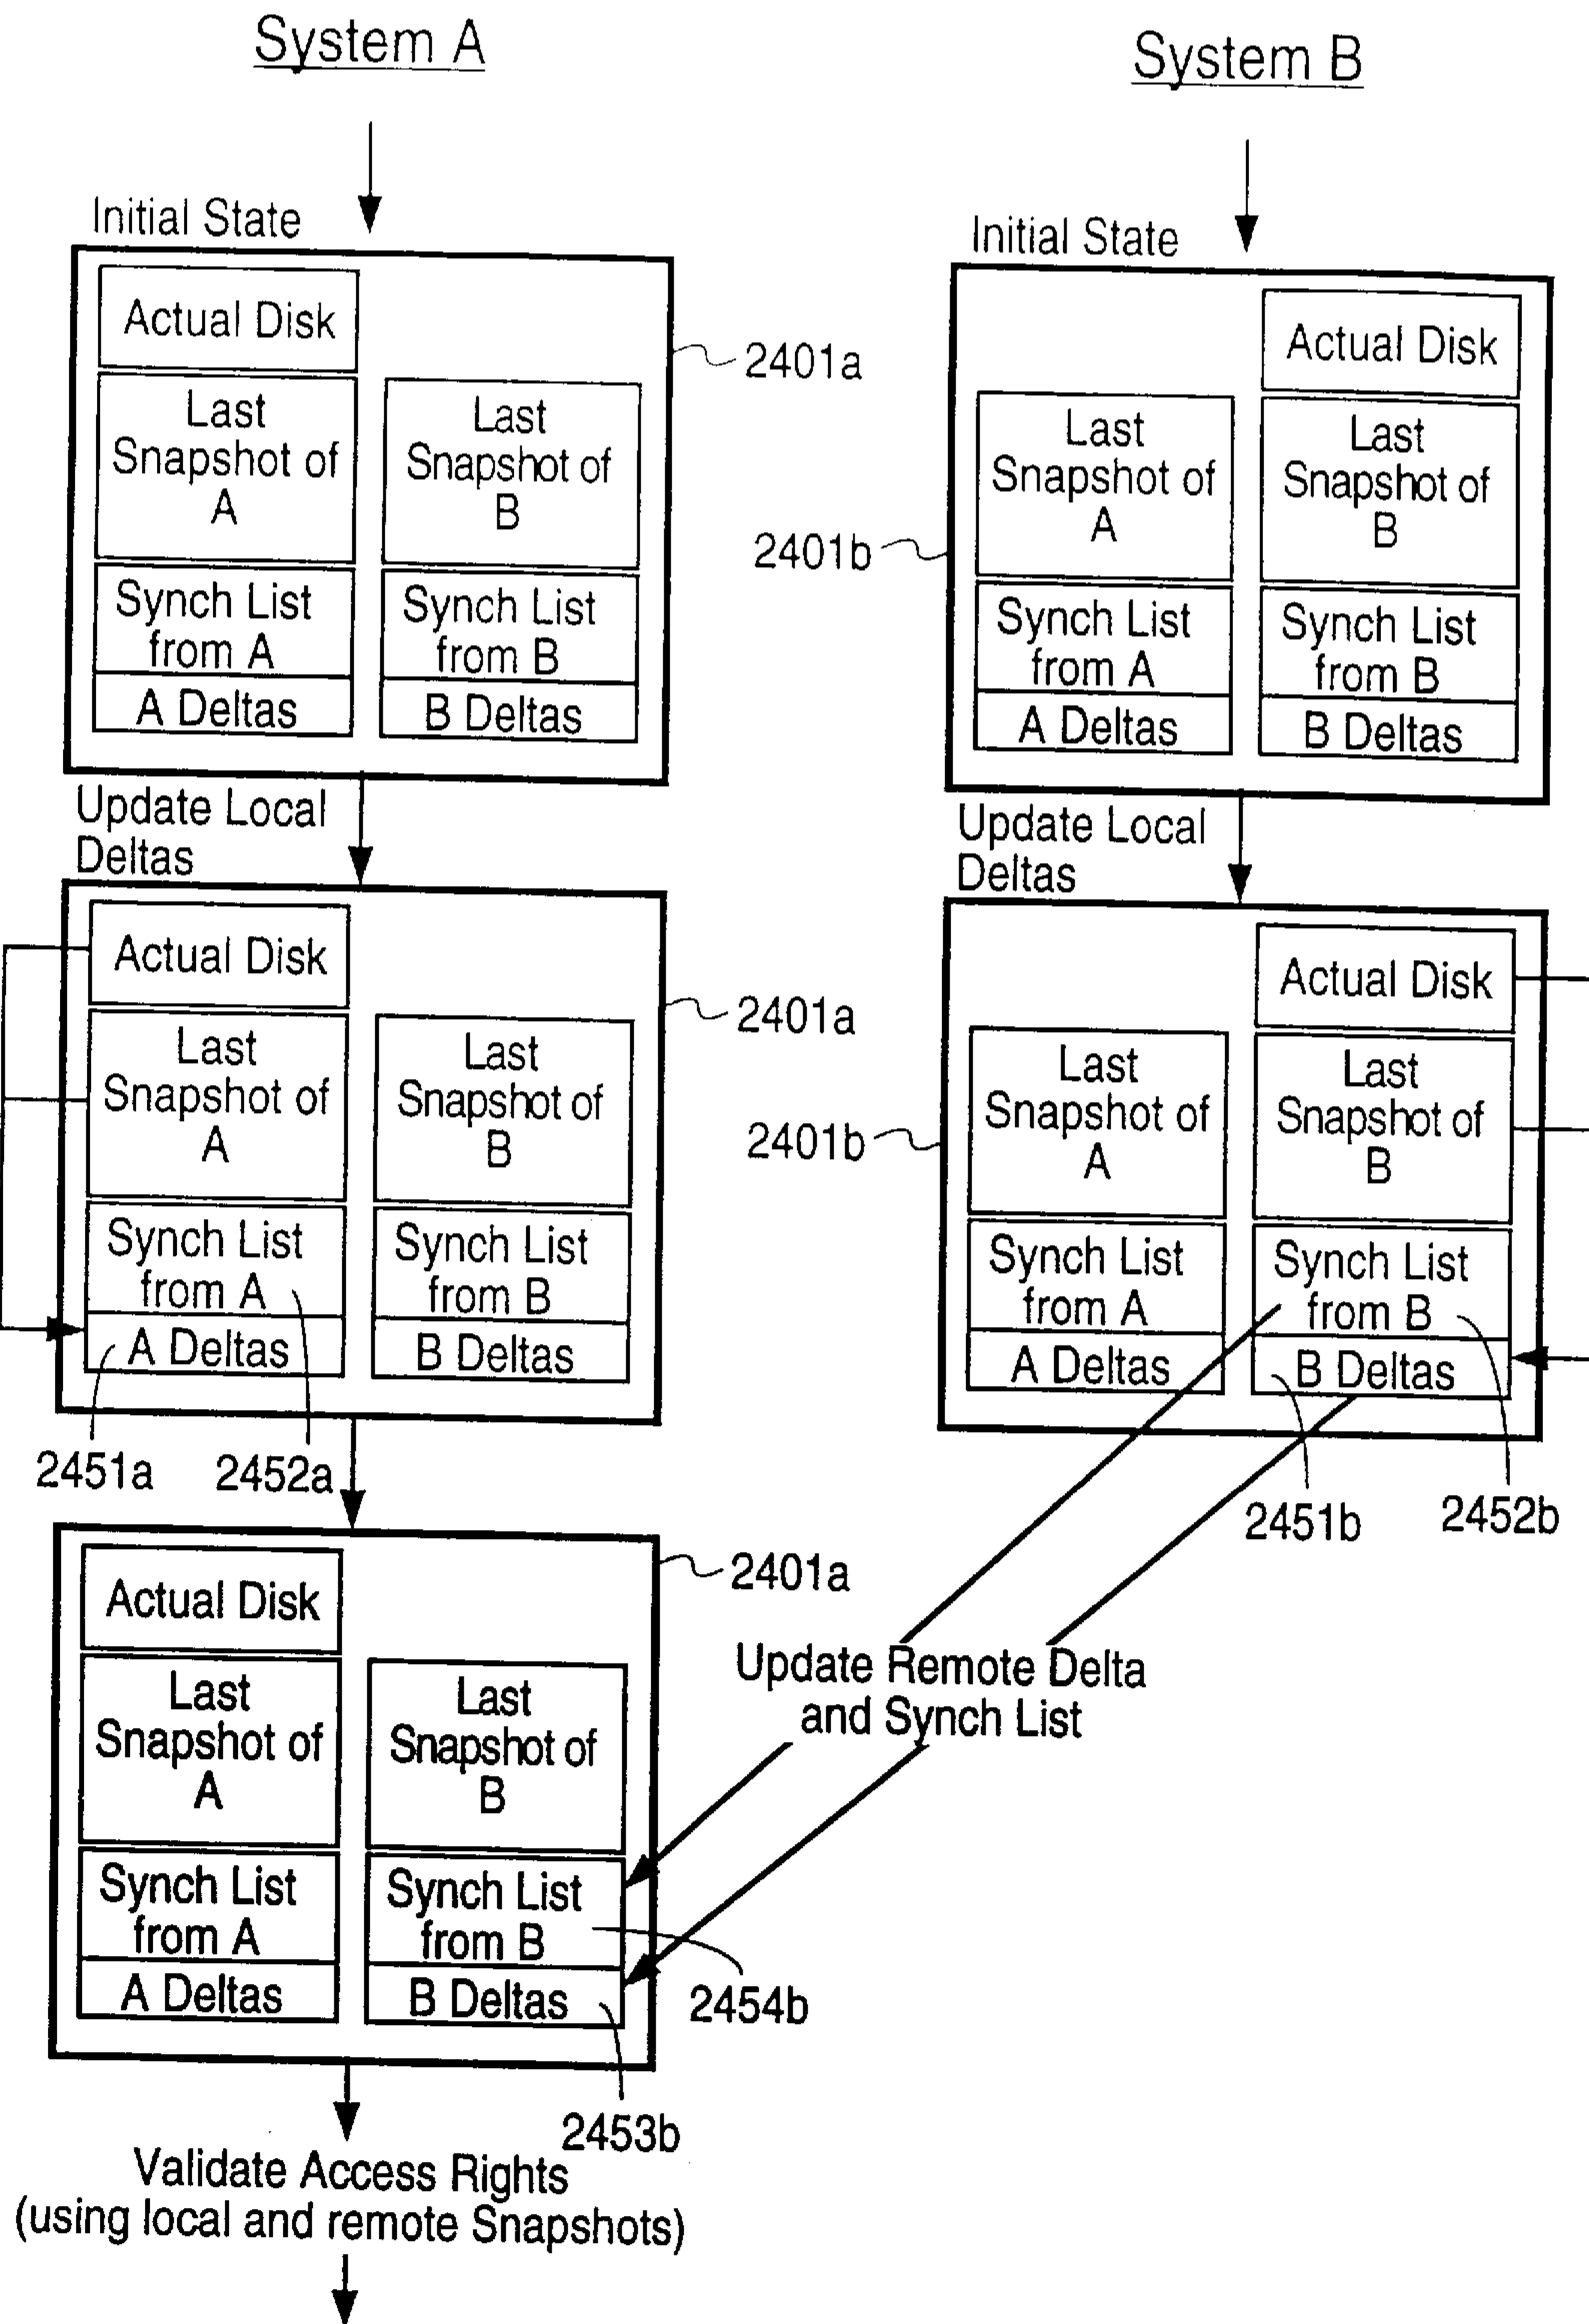 System A
System B
Initial State
Actual Disk
Last
Snapshot of
A
Last
Snapshot of
B
Synch List
from A
Synch List
from B
A Deltas
B Deltas
2401a
Initial State
Actual Disk
Last
Snapshot of
A
Last
Snapshot of
B
Synch List
from A
Synch List
from B
A Deltas
B Deltas
2401b
Update Local
Deltas
Actual Disk
Last
Snapshot of
A
Last
Snapshot of
B
Synch List
from A
Synch List
from B
A Deltas
B Deltas
2401a
2451a
2452a
Update Local
Deltas
Actual Disk
Last
Snapshot of
A
Last
Snapshot of
B
Synch List
from A
Synch List
from B
A Deltas
B Deltas
2401b
2451b
2452b
Actual Disk
Last
Snapshot of
A
Last
Snapshot of
B
Synch List
from A
Synch List
from B
A Deltas
B Deltas
2401a
Update Remote Delta
and Synch List
2454b
2453b
Validate Access Rights
(using local and remote Snapshots)